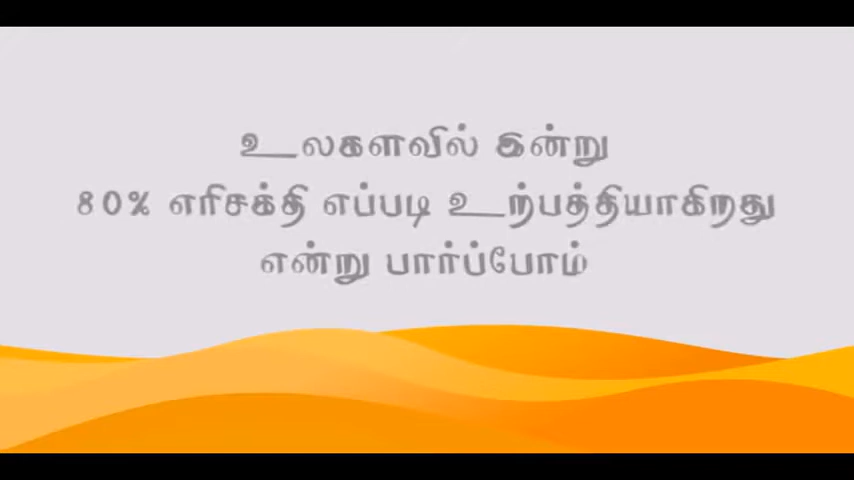 உலகளவில் இன்று
80% எரிசக்தி எப்படி உற்பத்தியாகிறது
என்று பார்ப்போம்